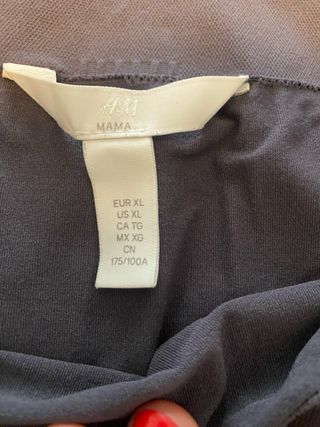 H&M
MAMA
EUR XL
US XL
CA TG
MX XG
CN
175/100A